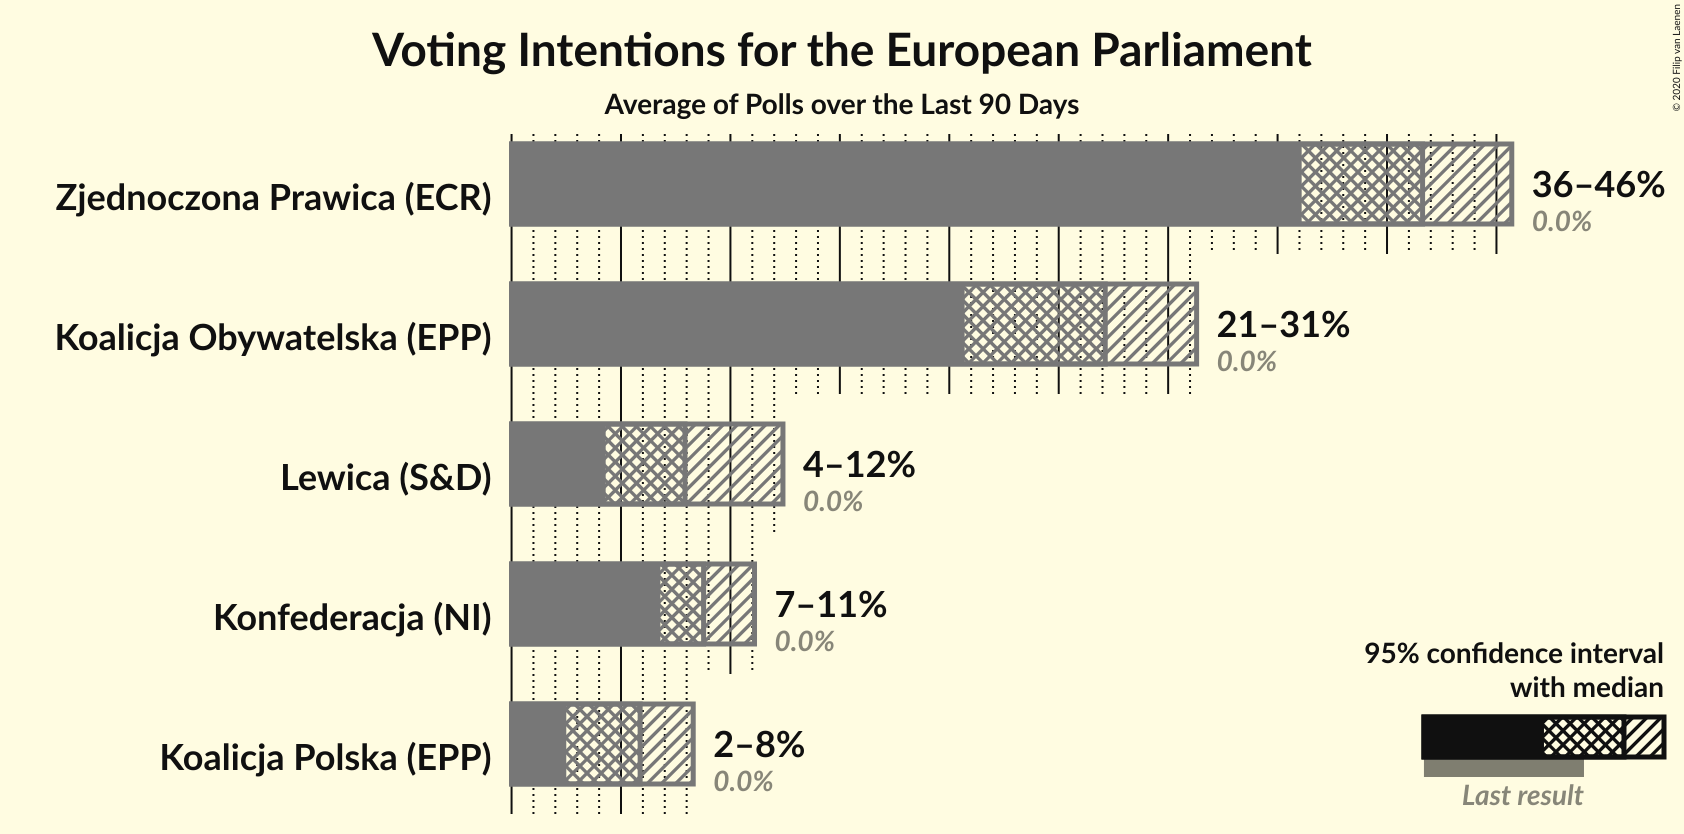 Voting Intentions for the European Parliament
Average of Polls over the Last 90 Days
© 2020 Filip van Laenen
Zjednoczona Prawica (ECR)
36–46%
0.0%
Koalicja Obywatelska (EPP)
21–31%
0.0%
Lewica (S&D)
4–12%
0.0%
Konfederacja (NI)
7–11%
0.0%
Koalicja Polska (EPP)
2–8%
0.0%
95% confidence interval
with median
Last result